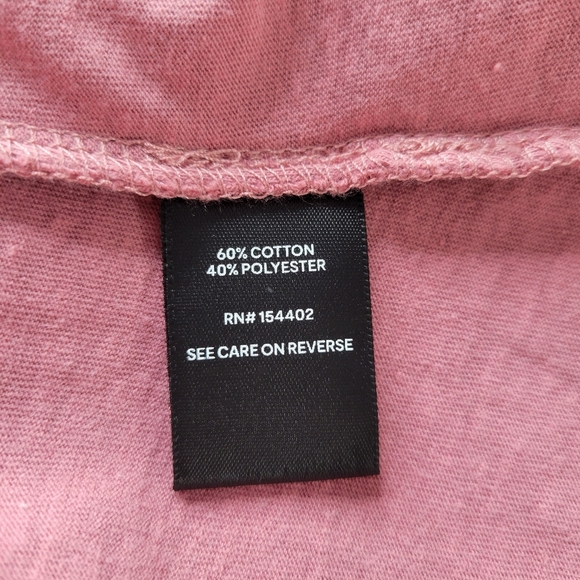 60% COTTON
40% POLYESTER
RN# 154402
SEE CARE ON REVERSE